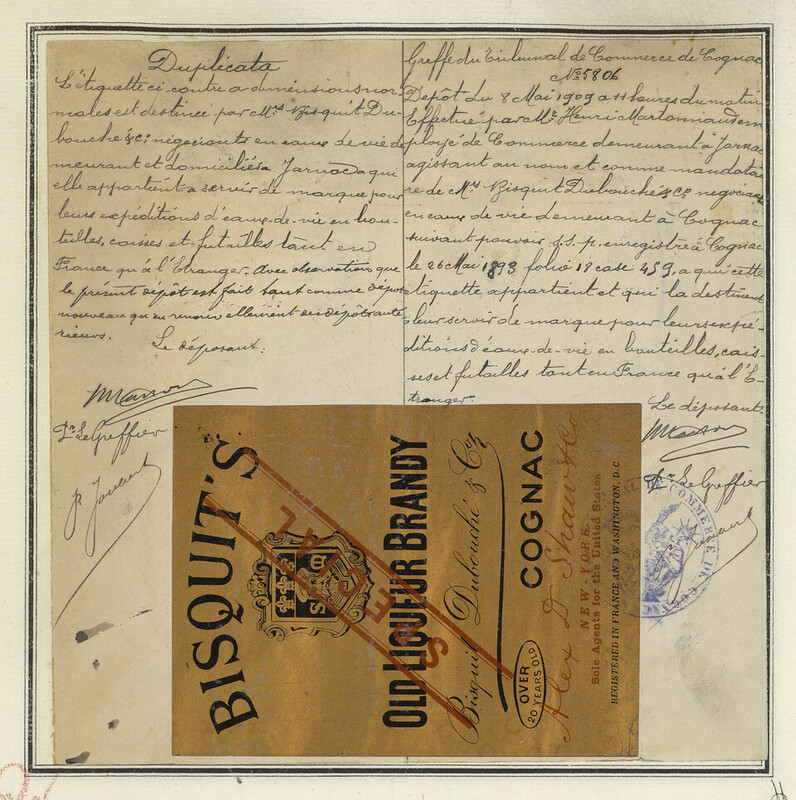 Duplicata
L'étiquette ci contre a dimensions nor-
males est destinée par Mrs Bisquit Du-
bouché & Co négociants en eaux de vie de
meurant et domiciliés a Jarnac a qui
elle appartient a servir de marque pour
leurs expéditions d'eaux-de-vie en bou-
teilles, caisses et futailles tant en
France qu'à l'Etranger. Avec observations que
le présent dépôt est fait tant comme dépôt
nouveau qu'en renouvellement des dépôts anté
rieurs.
Le déposant:
Le Greffier
Greffe du Tribunal de Commerce de Cognac
No 5806
Dépôt du 8 Mai 1909 a 11 heures du matin
Effectué par Mr Henri Martonnaud em
ployé de Commerce demeurant à Jarnac
agissant au nom et comme mandatai
re de Mrs Bisquit Dubouché & Co négociants
en eaux de vie demeurant à Cognac
suivant pouvoir s.s.p. enregistré à Cognac
le 26 Mai 1893 folio 18 case 459, a qui cette
etiquette appartient et qui la destinent
a leur servir de marque pour leurs expé-
ditions d'eaux-de-vie en bouteilles, cais-
ses et futailles tant en France qu'à l'E-
tranger.
Le déposant.
Le Greffier
BISQUIT'S
SPECIAL
OLD LIQUEUR BRANDY
Bisquit Dubouché & Co
COGNAC
OVER
20 YEARS OLD
Alex D Shaw & Co
NEW-YORK
Sole Agents for the United States
REGISTERED IN FRANCE AND WASHINGTON, D.C
DE COMMERCE DE